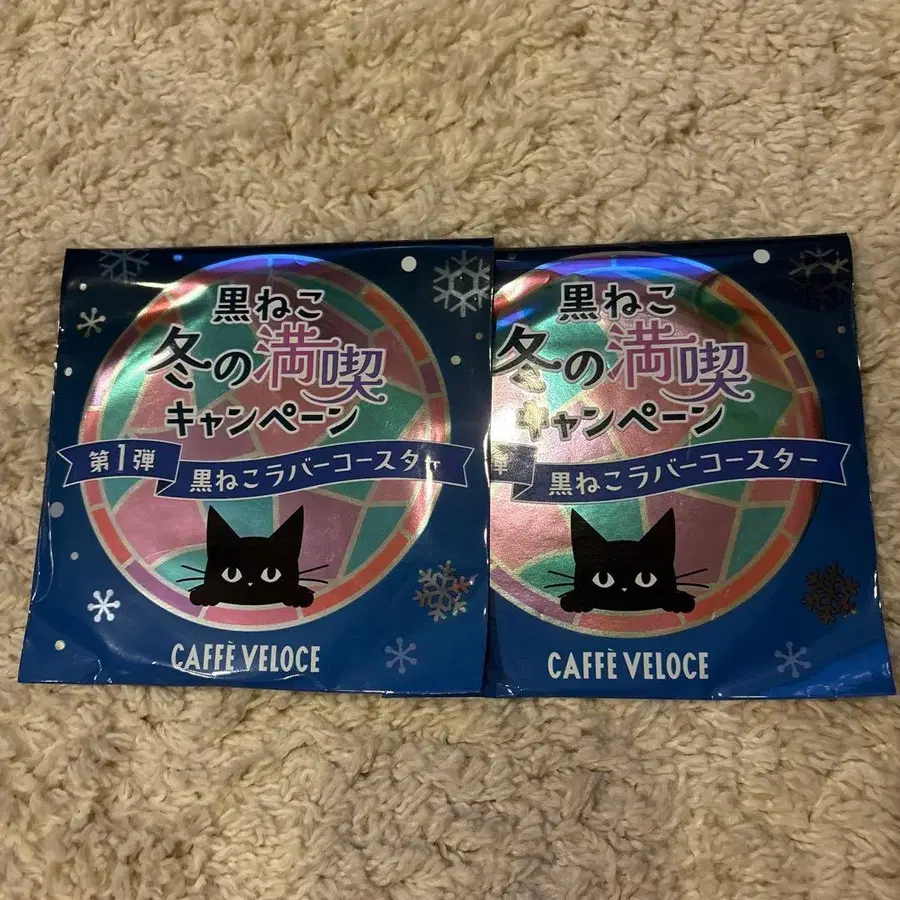 黒ねこ
冬の満喫
キャンペーン
第1弾
黒ねこラバーコースター
CAFFÈ VELOCE
黒ねこ
冬の満喫
キャンペーン
弾
黒ねこラバーコースター
CAFFÈ VELOCE